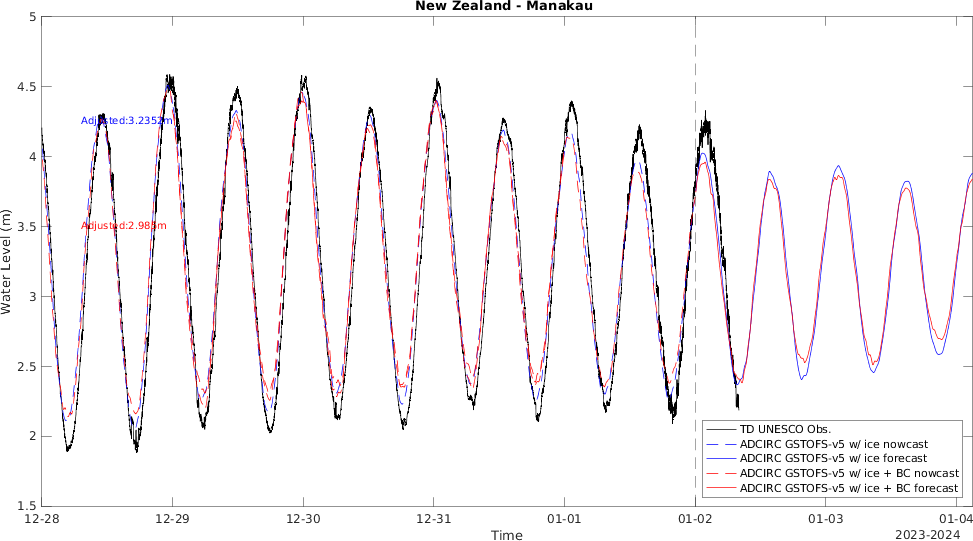 New Zealand - Manakau
Water Level (m)
5
4.5
4
3.5
3
2.5
2
1.5
Adjusted:3.2352m
Adjusted:2.985m
TD UNESCO Obs.
ADCIRC GSTOFS-v5 w/ ice nowcast
ADCIRC GSTOFS-v5 w/ ice forecast
ADCIRC GSTOFS-v5 w/ ice + BC nowcast
ADCIRC GSTOFS-v5 w/ ice + BC forecast
12-28 12-29 12-30 12-31 01-01 01-02 01-03 01-04
Time
2023-2024